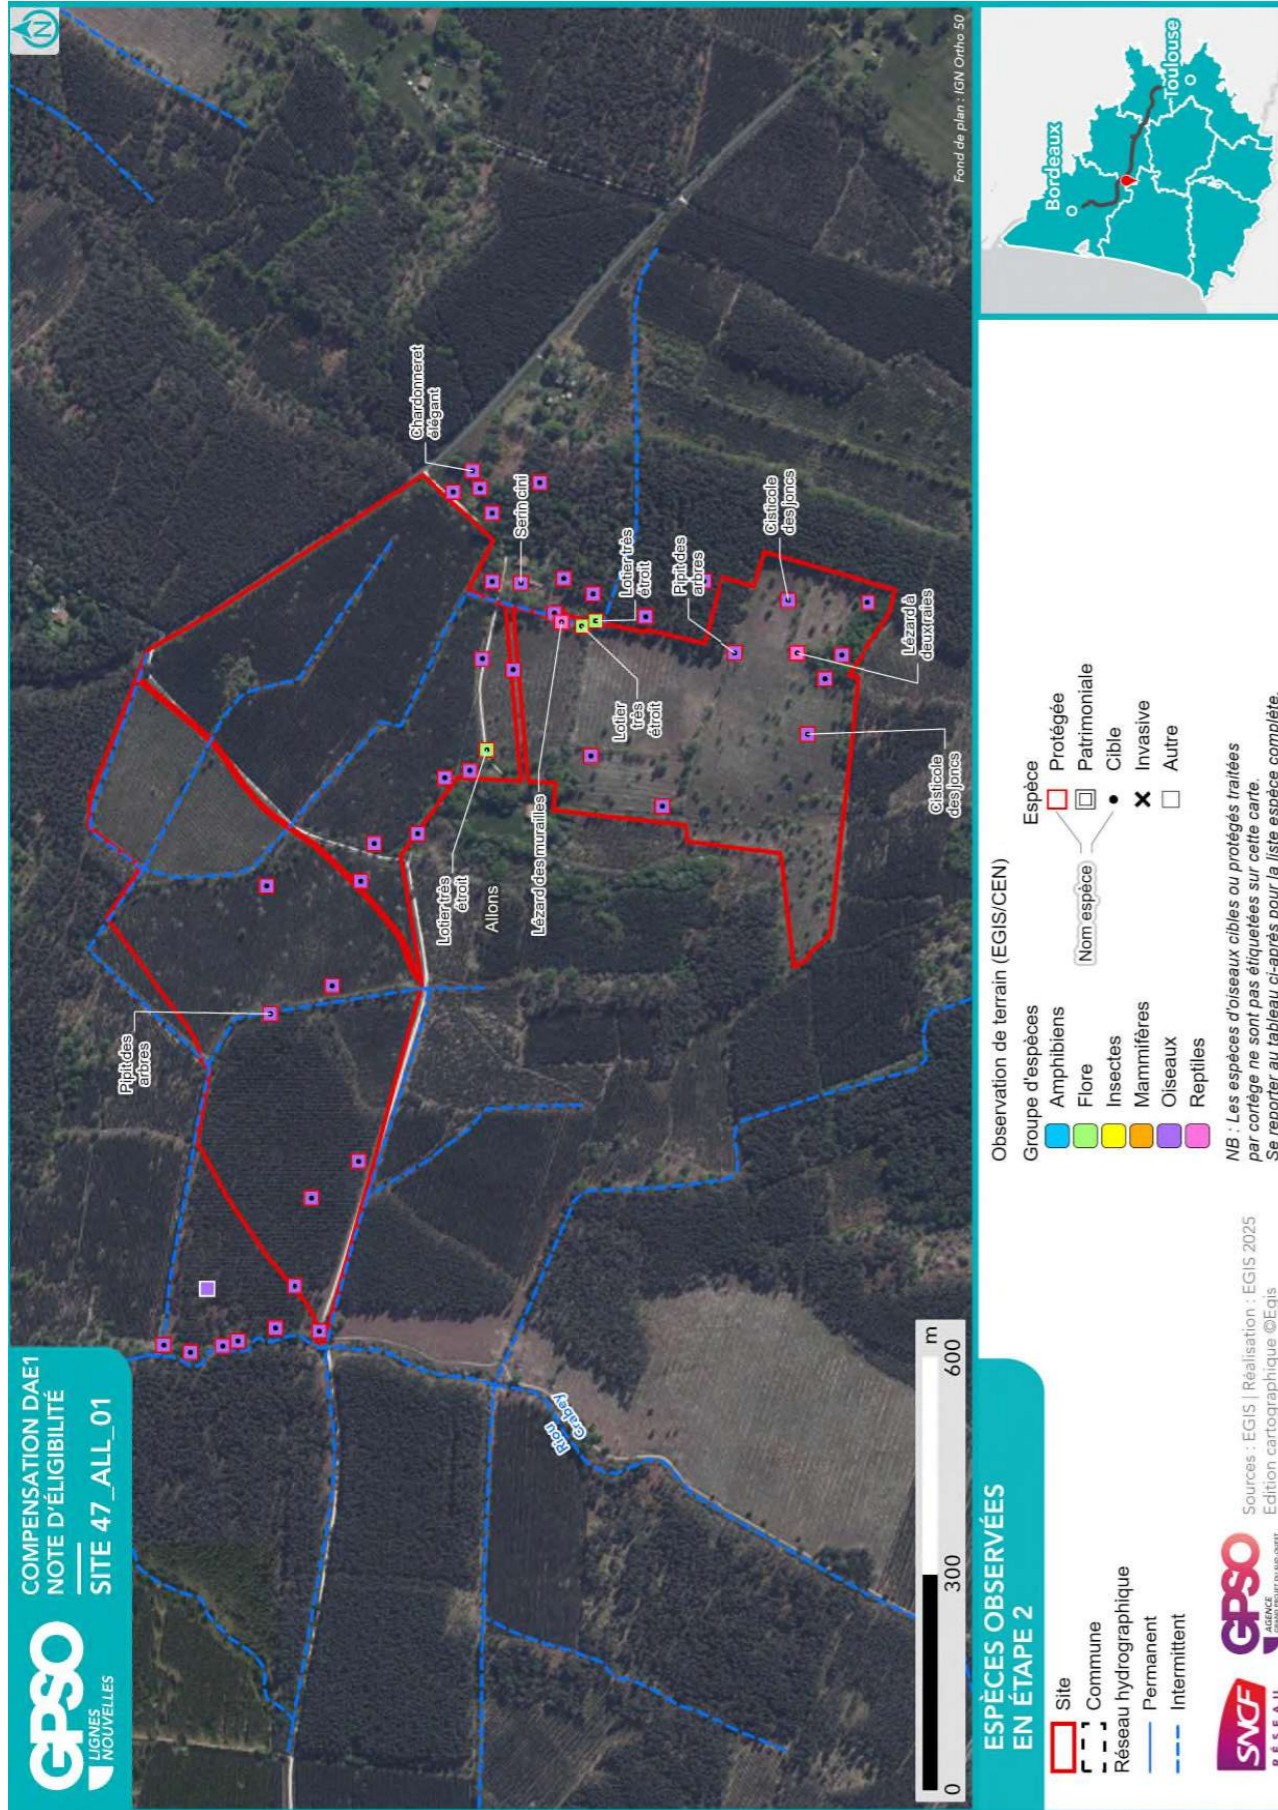 GPSO
LIGNES
NOUVELLES
COMPENSATION DAE1
NOTE D'ÉLIGIBILITÉ
SITE 47_ALL_01
N
Pipit des
arbres
Chardonneret
élégant
Serin cini
Lotier très
étroit
Allons
Lézard des murailles
Lotier
très
étroit
Lotier très
étroit
Pipit des
arbres
Cisticole
des joncs
Lézard à
deux raies
Cisticole
des joncs
Riou
Crabey
0
300
600
m
Fond de plan : IGN Ortho 50
ESPÈCES OBSERVÉES
EN ÉTAPE 2
Site
Commune
Réseau hydrographique
Permanent
Intermittent
SNCF
RÉSEAU
GPSO
AGENCE
Sources : EGIS | Réalisation : EGIS 2025
Edition cartographique ©Egis
Observation de terrain (EGIS/CEN)
Groupe d'espèces
Amphibiens
Flore
Insectes
Mammifères
Oiseaux
Reptiles
Nom espèce
Espèce
Protégée
Patrimoniale
Cible
Invasive
Autre
NB : Les espèces d'oiseaux cibles ou protégés traitées
par cortège ne sont pas étiquetées sur cette carte.
Se reporter au tableau ci-après pour la liste espèce complète.
Bordeaux
Toulouse